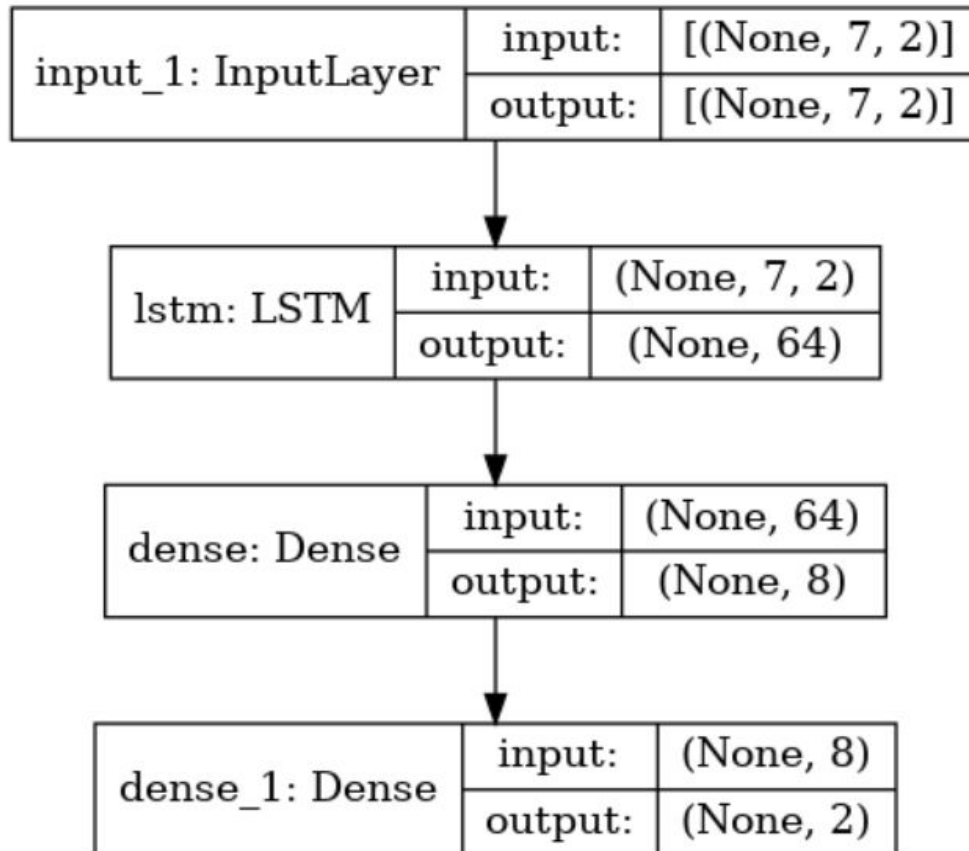 input_1: InputLayer
input: [(None, 7, 2)]
output: [(None, 7, 2)]
lstm: LSTM
input: (None, 7, 2)
output: (None, 64)
dense: Dense
input: (None, 64)
output: (None, 8)
dense_1: Dense
input: (None, 8)
output: (None, 2)